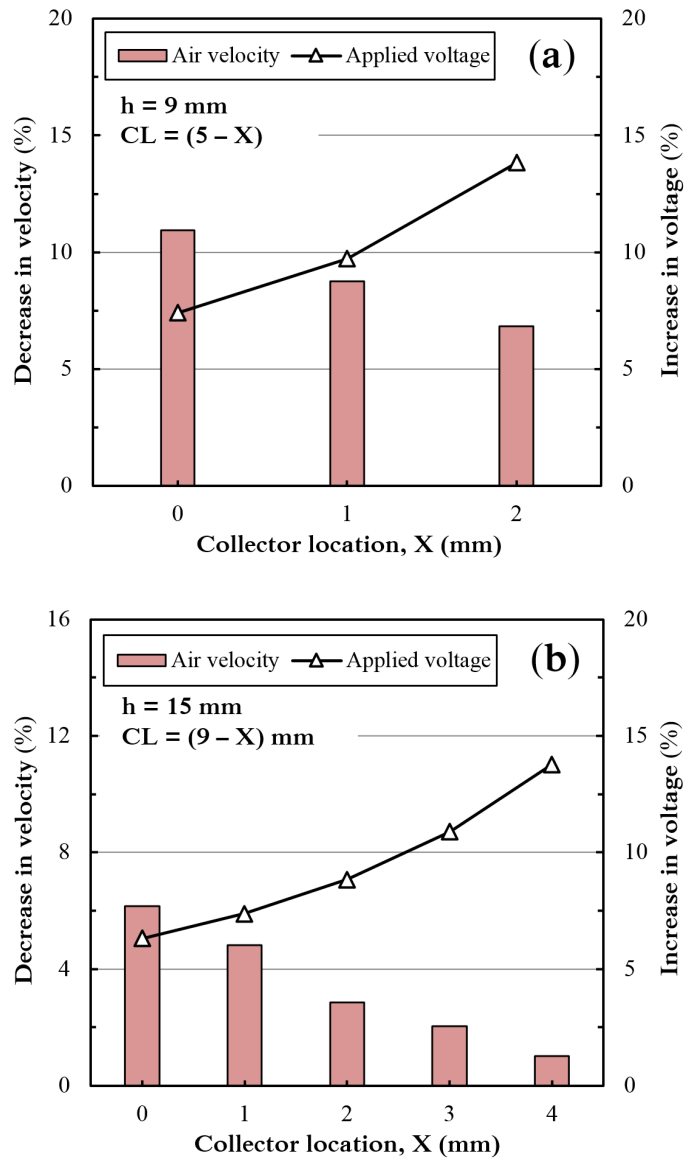 20
20
Air velocity
Applied voltage
(a)
h = 9 mm
CL = (5 – X)
15
15
10
10
5
5
0
0
Decrease in velocity (%)
Increase in voltage (%)
0
1
2
Collector location, X (mm)
16
20
Air velocity
Applied voltage
(b)
h = 15 mm
CL = (9 – X) mm
12
15
8
10
4
5
0
0
Decrease in velocity (%)
Increase in voltage (%)
0
1
2
3
4
Collector location, X (mm)